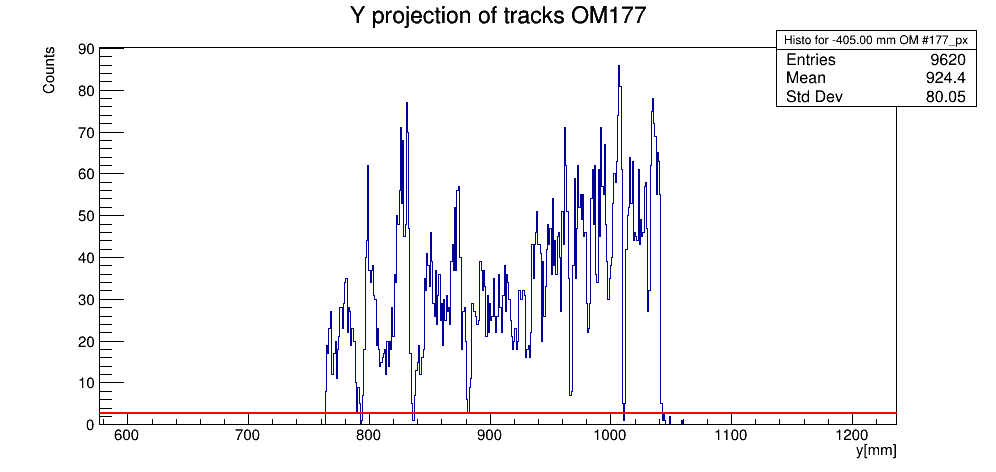 Y projection of tracks OM177
Histo for -405.00 mm OM #177_px
Entries 9620
Mean 924.4
Std Dev 80.05
Counts
90
80
70
60
50
40
30
20
10
0
600 700 800 900 1000 1100 1200
y[mm]